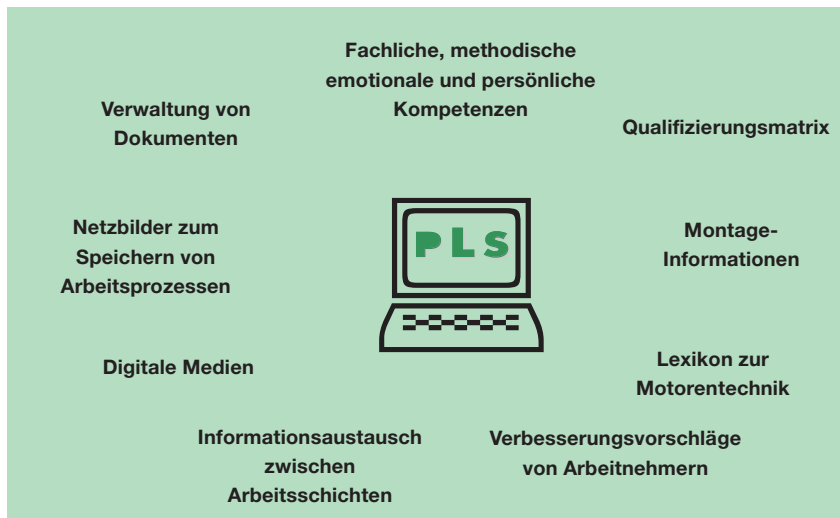 Fachliche, methodische
emotionale und persönliche
Kompetenzen
Verwaltung von
Dokumenten
Qualifizierungsmatrix
Netzbilder zum
Speichern von
Arbeitsprozessen
PLS
Montage-
Informationen
Digitale Medien
Lexikon zur
Motorentechnik
Informationsaustausch
zwischen
Arbeitsschichten
Verbesserungsvorschläge
von Arbeitnehmern